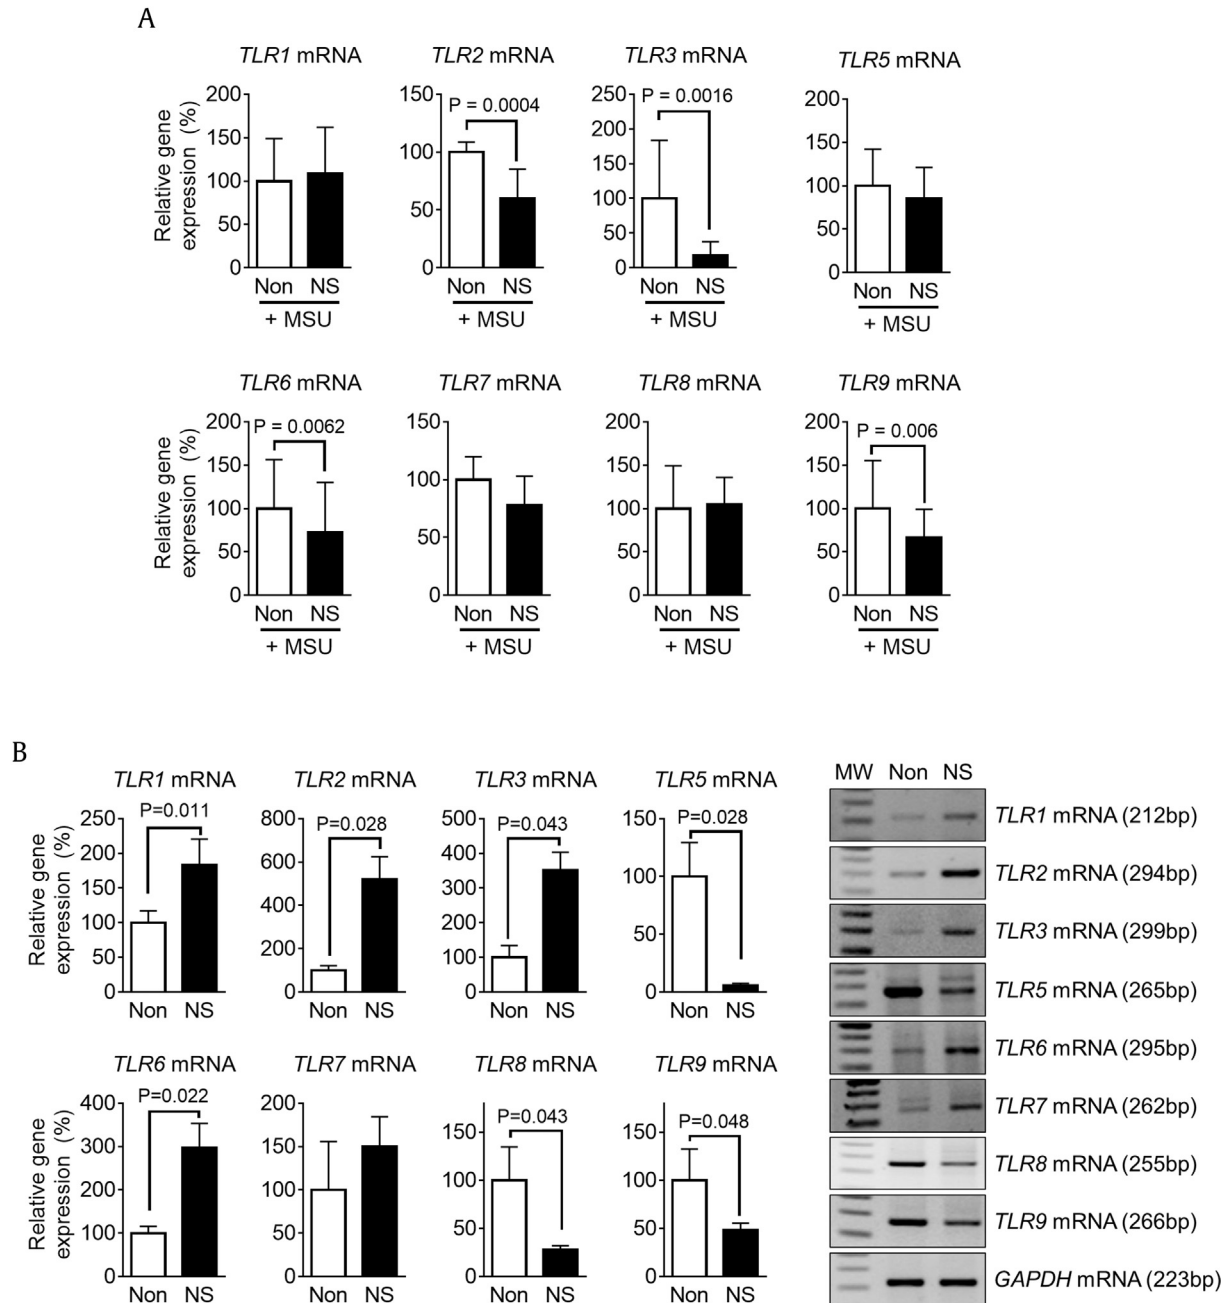 A
TLR1 mRNA
TLR2 mRNA
TLR3 mRNA
TLR5 mRNA
Relative gene
expression (%)
200
150
100
50
0
Non NS
+ MSU
150
100
50
0
P = 0.0004
Non NS
+ MSU
250
200
150
100
50
0
P = 0.0016
Non NS
+ MSU
200
150
100
50
0
Non NS
+ MSU
TLR6 mRNA
TLR7 mRNA
TLR8 mRNA
TLR9 mRNA
Relative gene
expression (%)
200
150
100
50
0
P = 0.0062
Non NS
+ MSU
150
100
50
0
Non NS
+ MSU
200
150
100
50
0
Non NS
+ MSU
200
150
100
50
0
P = 0.006
Non NS
+ MSU
B
TLR1 mRNA
TLR2 mRNA
TLR3 mRNA
TLR5 mRNA
Relative gene
expression (%)
250
200
150
100
50
0
P=0.011
Non NS
800
600
400
200
0
P=0.028
Non NS
500
400
300
200
100
0
P=0.043
Non NS
150
100
50
0
P=0.028
Non NS
TLR6 mRNA
TLR7 mRNA
TLR8 mRNA
TLR9 mRNA
Relative gene
expression (%)
400
300
200
100
0
P=0.022
Non NS
200
150
100
50
0
Non NS
150
100
50
0
P=0.043
Non NS
150
100
50
0
P=0.048
Non NS
MW Non NS
TLR1 mRNA (212bp)
TLR2 mRNA (294bp)
TLR3 mRNA (299bp)
TLR5 mRNA (265bp)
TLR6 mRNA (295bp)
TLR7 mRNA (262bp)
TLR8 mRNA (255bp)
TLR9 mRNA (266bp)
GAPDH mRNA (223bp)